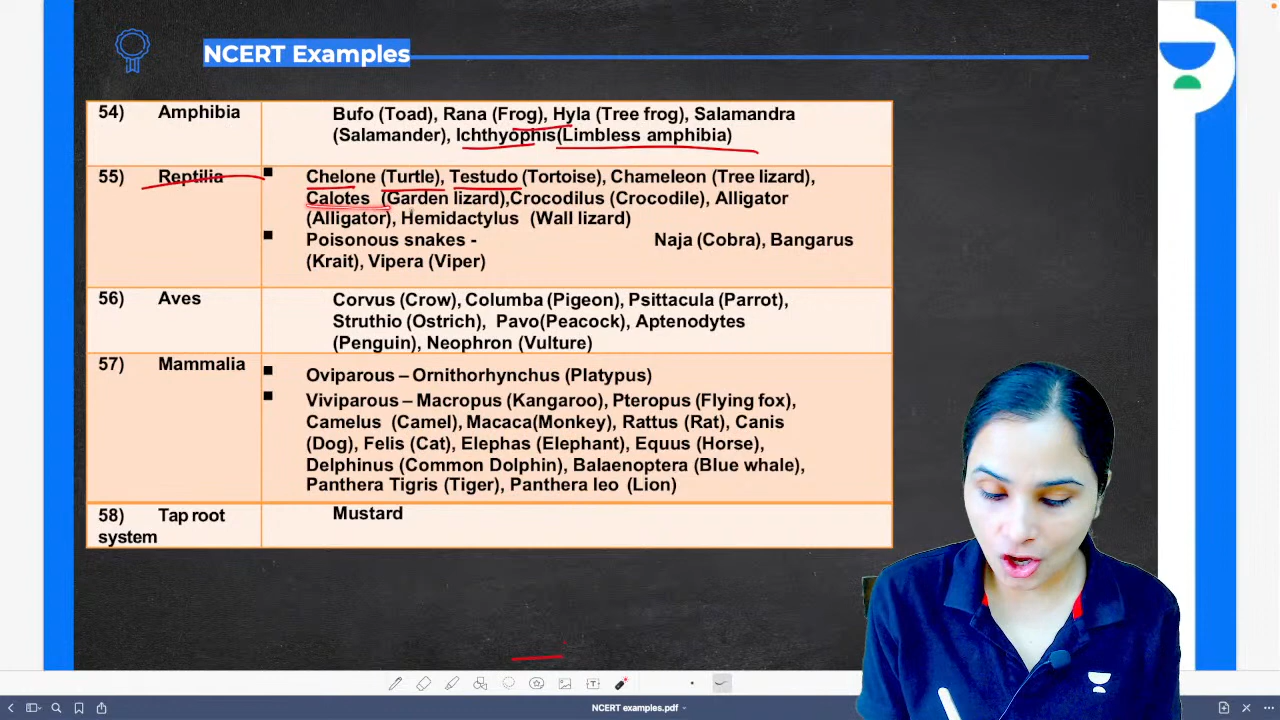 NCERT Examples
54) Amphibia
Bufo (Toad), Rana (Frog), Hyla (Tree frog), Salamandra
(Salamander), Ichthyophis(Limbless amphibia)
55) Reptilia
Chelone (Turtle), Testudo (Tortoise), Chameleon (Tree lizard),
Calotes (Garden lizard),Crocodilus (Crocodile), Alligator
(Alligator), Hemidactylus (Wall lizard)
Poisonous snakes - Naja (Cobra), Bangarus
(Krait), Vipera (Viper)
56) Aves
Corvus (Crow), Columba (Pigeon), Psittacula (Parrot),
Struthio (Ostrich), Pavo(Peacock), Aptenodytes
(Penguin), Neophron (Vulture)
57) Mammalia
Oviparous – Ornithorhynchus (Platypus)
Viviparous – Macropus (Kangaroo), Pteropus (Flying fox),
Camelus (Camel), Macaca(Monkey), Rattus (Rat), Canis
(Dog), Felis (Cat), Elephas (Elephant), Equus (Horse),
Delphinus (Common Dolphin), Balaenoptera (Blue whale),
Panthera Tigris (Tiger), Panthera leo (Lion)
58) Tap root
system
Mustard
NCERT examples.pdf